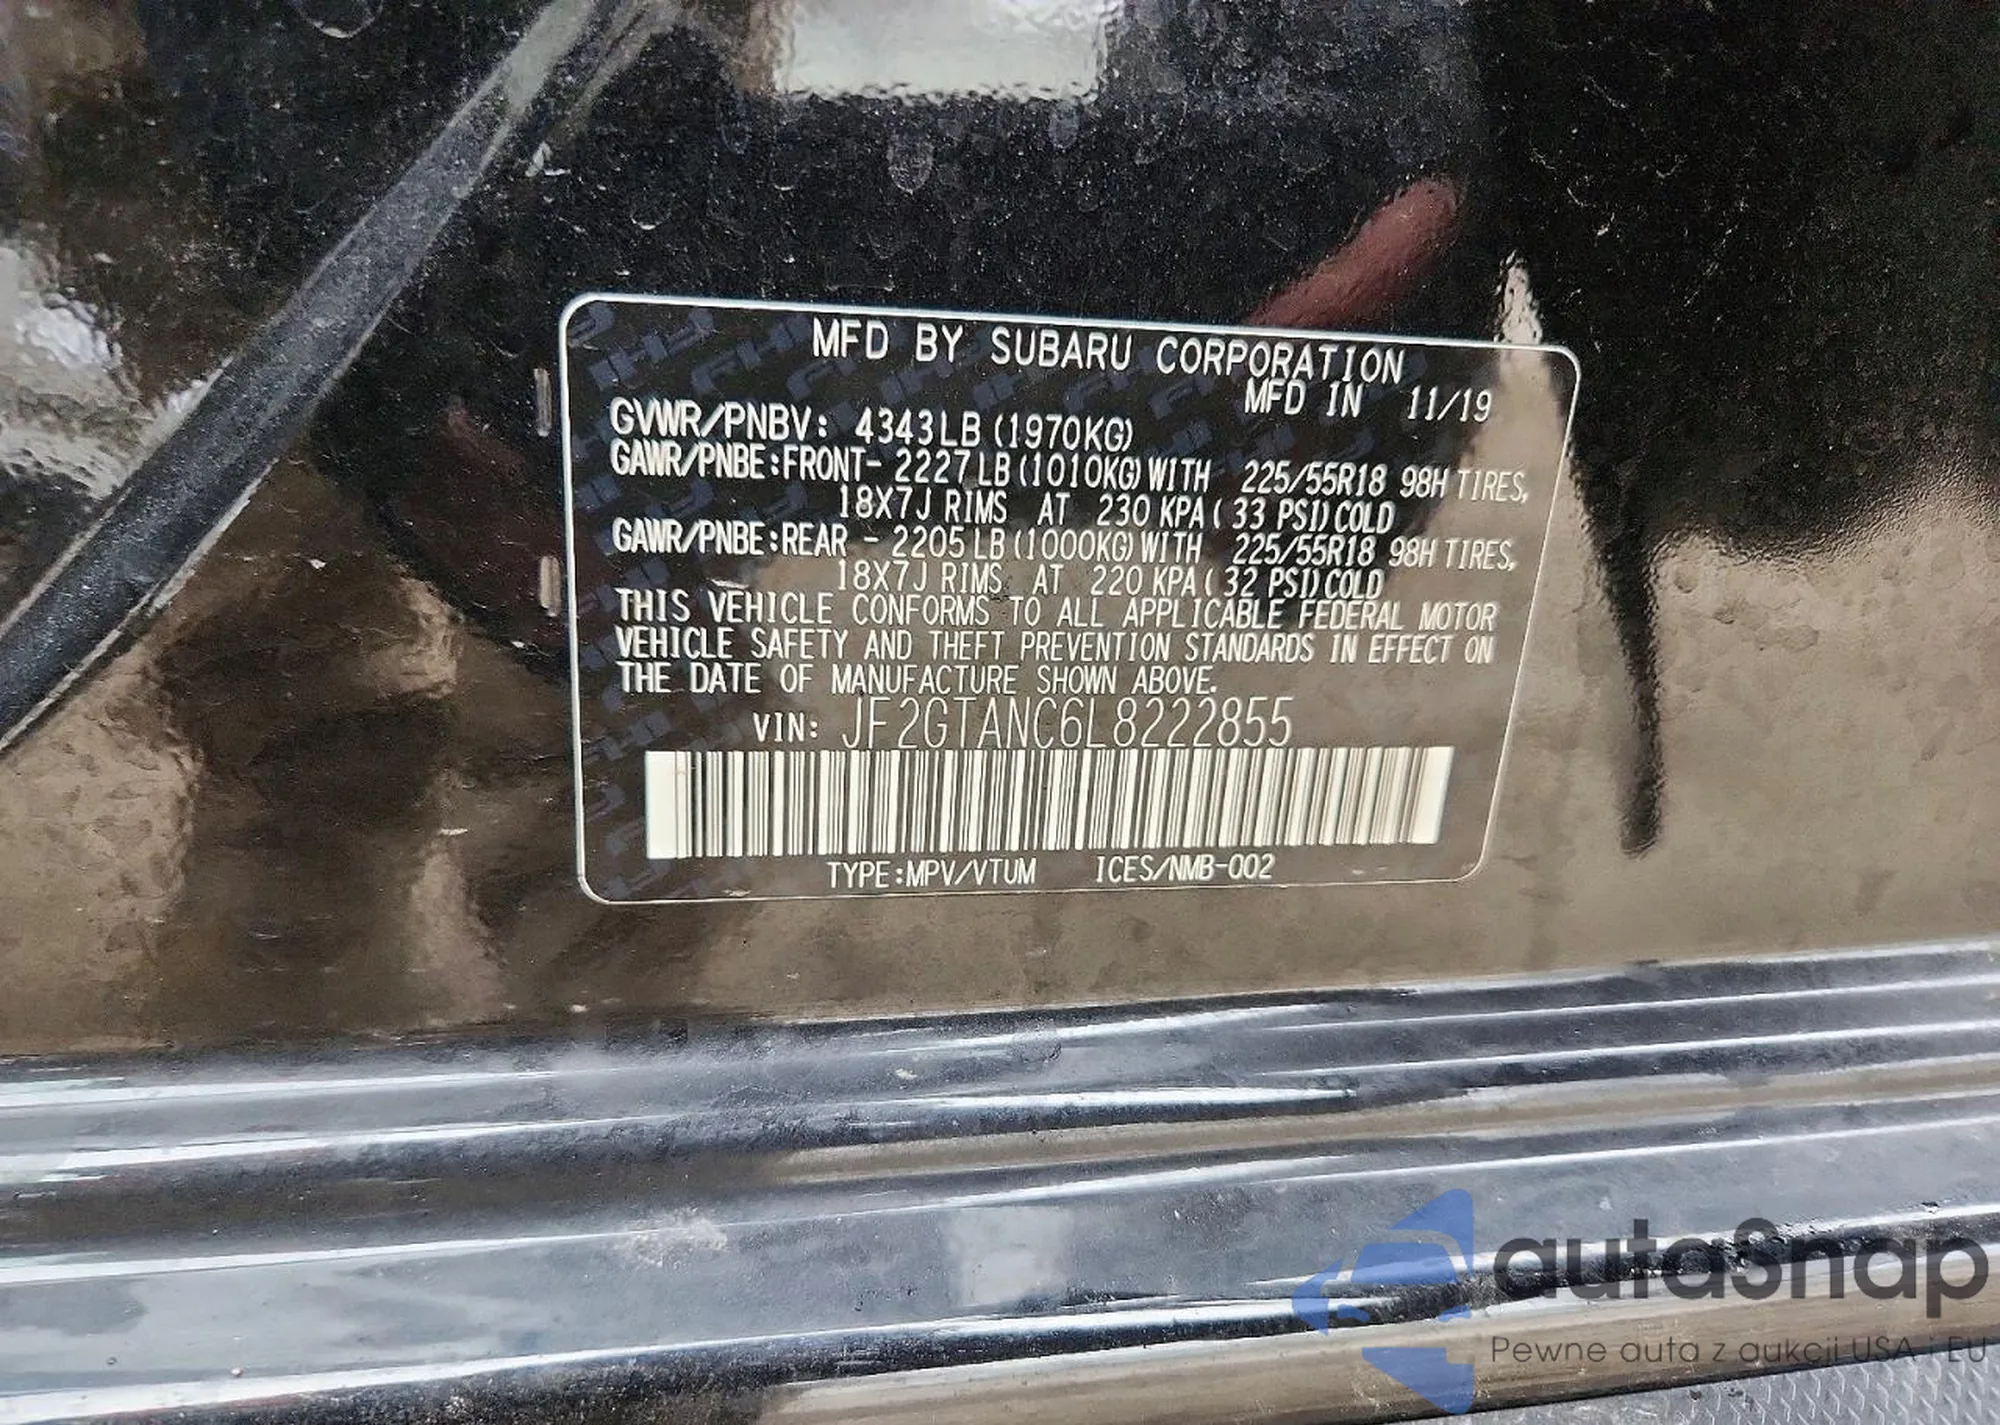 MFD BY SUBARU CORPORATION
MFD IN 11/19
GVWR/PNBV: 4343LB (1970KG)
GAWR/PNBE:FRONT- 2227LB (1010KG) WITH 225/55R18 98H TIRES,
18X7J RIMS AT 230 KPA ( 33 PSI) COLD
GAWR/PNBE:REAR - 2205LB (1000KG) WITH 225/55R18 98H TIRES,
18X7J RIMS AT 220 KPA ( 32 PSI) COLD
THIS VEHICLE CONFORMS TO ALL APPLICABLE FEDERAL MOTOR
VEHICLE SAFETY AND THEFT PREVENTION STANDARDS IN EFFECT ON
THE DATE OF MANUFACTURE SHOWN ABOVE.
VIN: JF2GTANC6L8222855
TYPE:MPV/VTUM ICES/NMB-002
autaSnap
Pewne auta z aukcji USA i EU